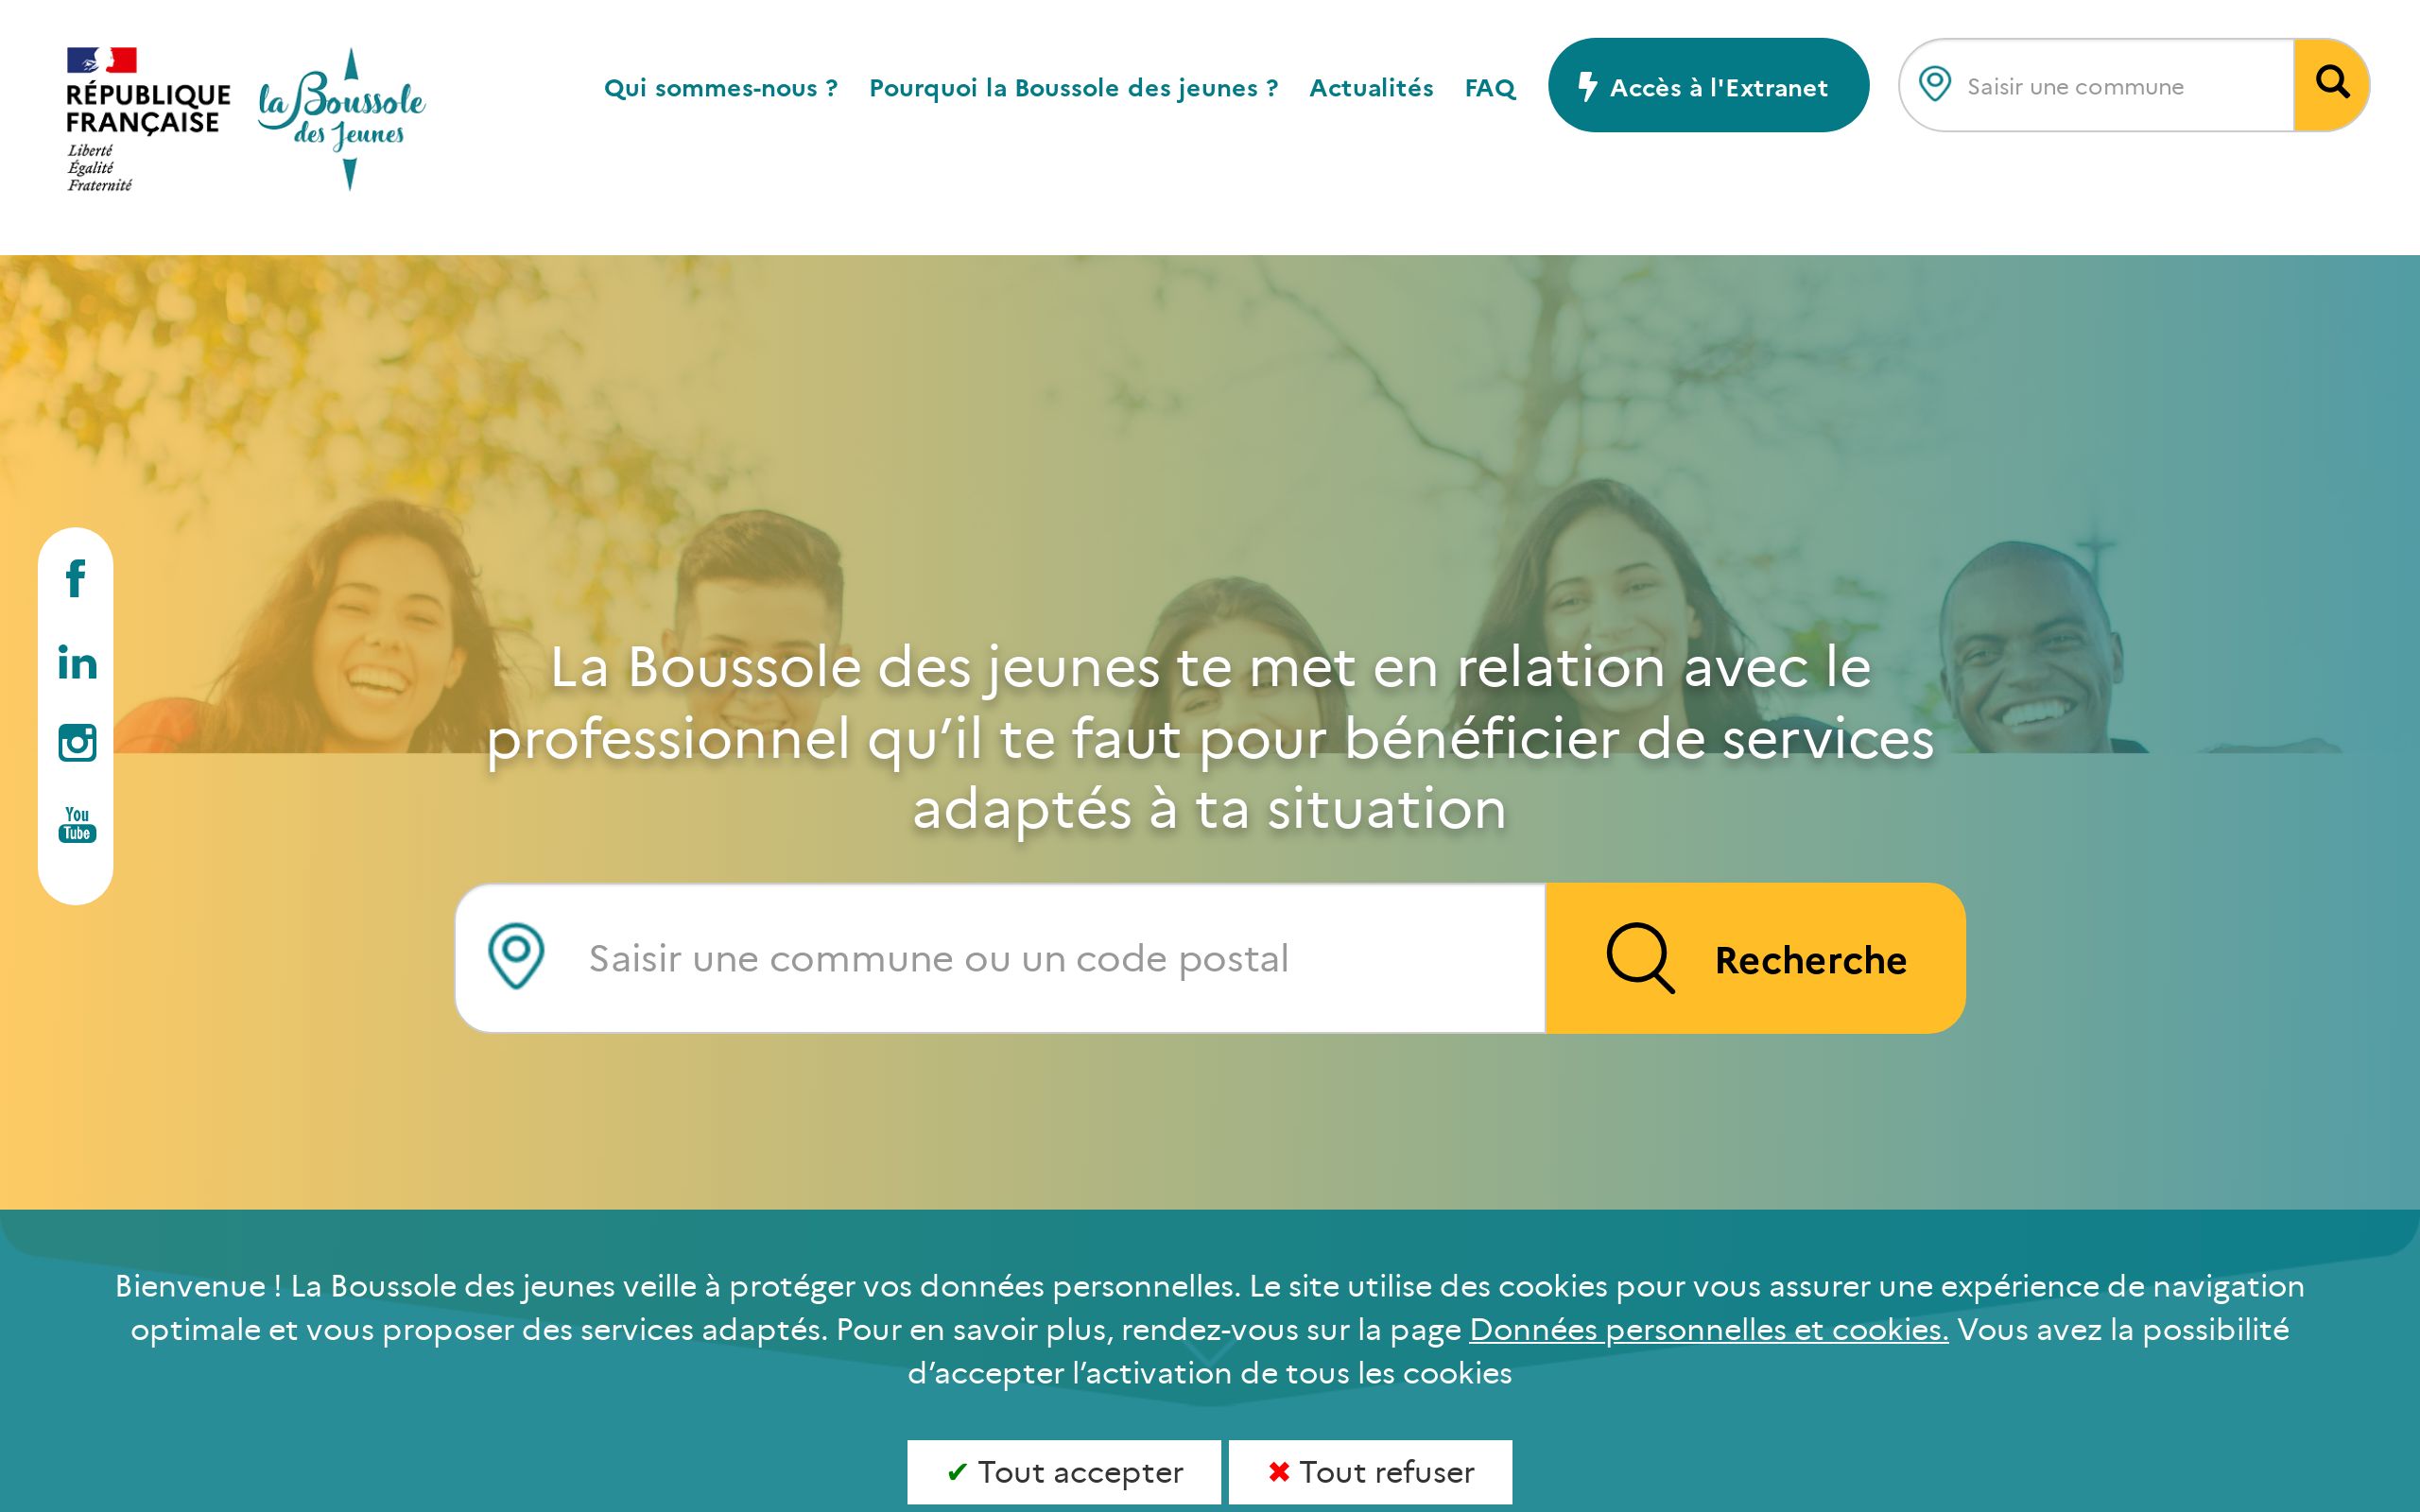 RÉPUBLIQUE
FRANÇAISE
Liberté
Égalité
Fraternité
la Boussole
des Jeunes
Qui sommes-nous ?
Pourquoi la Boussole des jeunes ?
Actualités
FAQ
Accès à l'Extranet
Saisir une commune
You
Tube
La Boussole des jeunes te met en relation avec le
professionnel qu’il te faut pour bénéficier de services
adaptés à ta situation
Saisir une commune ou un code postal
Recherche
Bienvenue ! La Boussole des jeunes veille à protéger vos données personnelles. Le site utilise des cookies pour vous assurer une expérience de navigation
optimale et vous proposer des services adaptés. Pour en savoir plus, rendez-vous sur la page Données personnelles et cookies. Vous avez la possibilité
d’accepter l’activation de tous les cookies
✔ Tout accepter
✖ Tout refuser